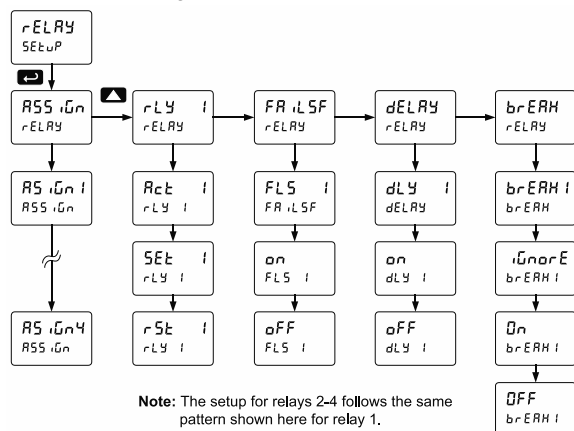 rELAY
SEtuP
ASSiGn
rELAY
rLY 1
rELAY
FAiLSF
rELAY
dELAY
rELAY
brEAK
rELAY
ASiGn1
ASSiGn
Act 1
rLY 1
FLS 1
FAiLSF
dLY 1
dELAY
brEAK1
brEAK
SEt 1
rLY 1
on
FLS 1
on
dLY 1
iGnorE
brEAK1
ASiGn4
ASSiGn
rSt 1
rLY 1
oFF
FLS 1
oFF
dLY 1
On
brEAK1
OFF
brEAK1
Note: The setup for relays 2-4 follows the same
pattern shown here for relay 1.